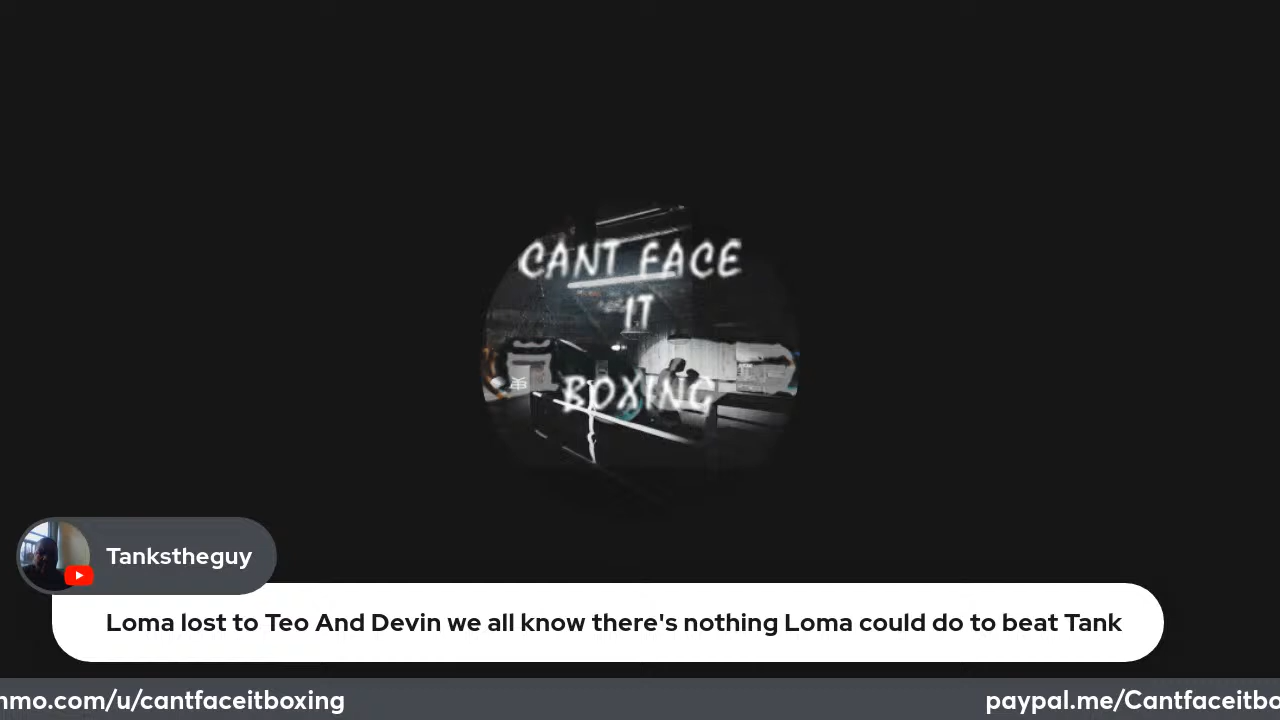 CANT FACE
IT
BOXING
Tankstheguy
Loma lost to Teo And Devin we all know there's nothing Loma could do to beat Tank
nmo.com/u/cantfaceitboxing
paypal.me/Cantfaceitbo